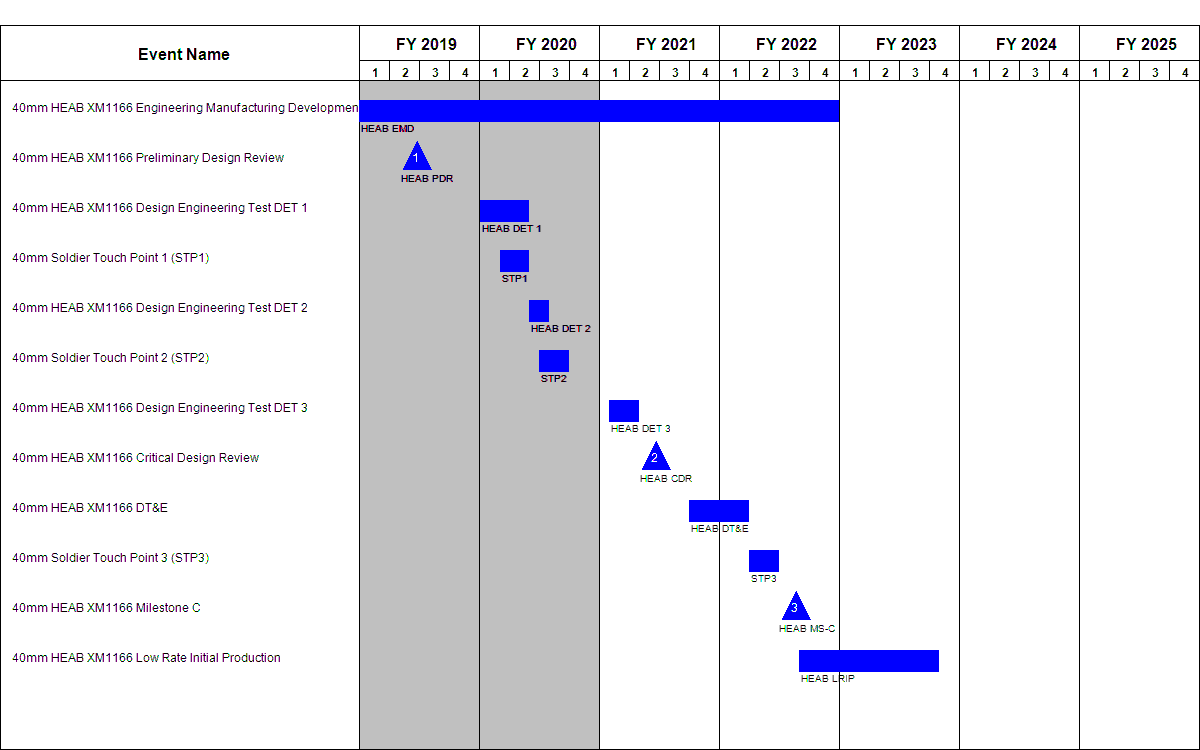 Event Name FY 2019 FY 2020 FY 2021 FY 2022 FY 2023 FY 2024 FY 2025
1 2 3 4 1 2 3 4 1 2 3 4 1 2 3 4 1 2 3 4 1 2 3 4 1 2 3 4
40mm HEAB XM1166 Engineering Manufacturing Developmen
HEAB EMD
40mm HEAB XM1166 Preliminary Design Review 1
HEAB PDR
40mm HEAB XM1166 Design Engineering Test DET 1
HEAB DET 1
40mm Soldier Touch Point 1 (STP1)
STP1
40mm HEAB XM1166 Design Engineering Test DET 2
HEAB DET 2
40mm Soldier Touch Point 2 (STP2)
STP2
40mm HEAB XM1166 Design Engineering Test DET 3
HEAB DET 3
40mm HEAB XM1166 Critical Design Review 2
HEAB CDR
40mm HEAB XM1166 DT&E
HEAB DT&E
40mm Soldier Touch Point 3 (STP3)
STP3
40mm HEAB XM1166 Milestone C 3
HEAB MS-C
40mm HEAB XM1166 Low Rate Initial Production
HEAB LRIP